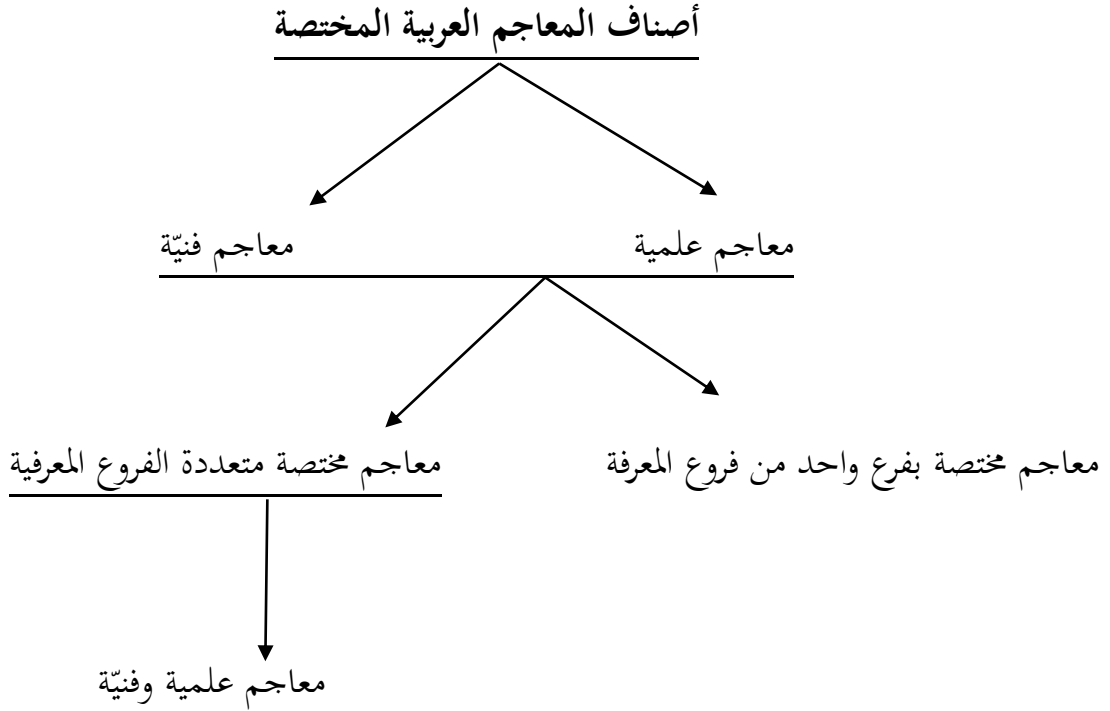 أصناف المعاجم العربية المختصة
معاجم علمية
معاجم فنيّة
معاجم مختصة بفرع واحد من فروع المعرفة
معاجم مختصة متعددة الفروع المعرفية
معاجم علمية وفنيّة